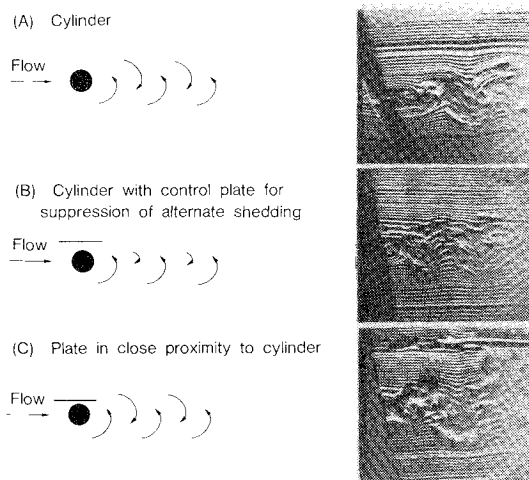 (A) Cylinder
Flow
(B) Cylinder with control plate for
suppression of alternate shedding
Flow
(C) Plate in close proximity to cylinder
Flow